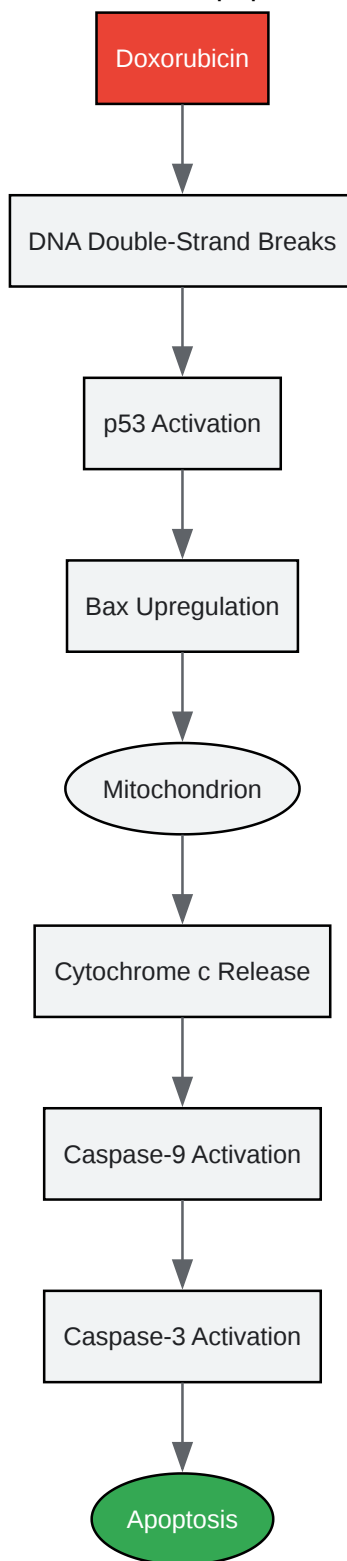 Doxorubicin
DNA Double-Strand Breaks
p53 Activation
Bax Upregulation
Mitochondrion
Cytochrome c Release
Caspase-9 Activation
Caspase-3 Activation
Apoptosis